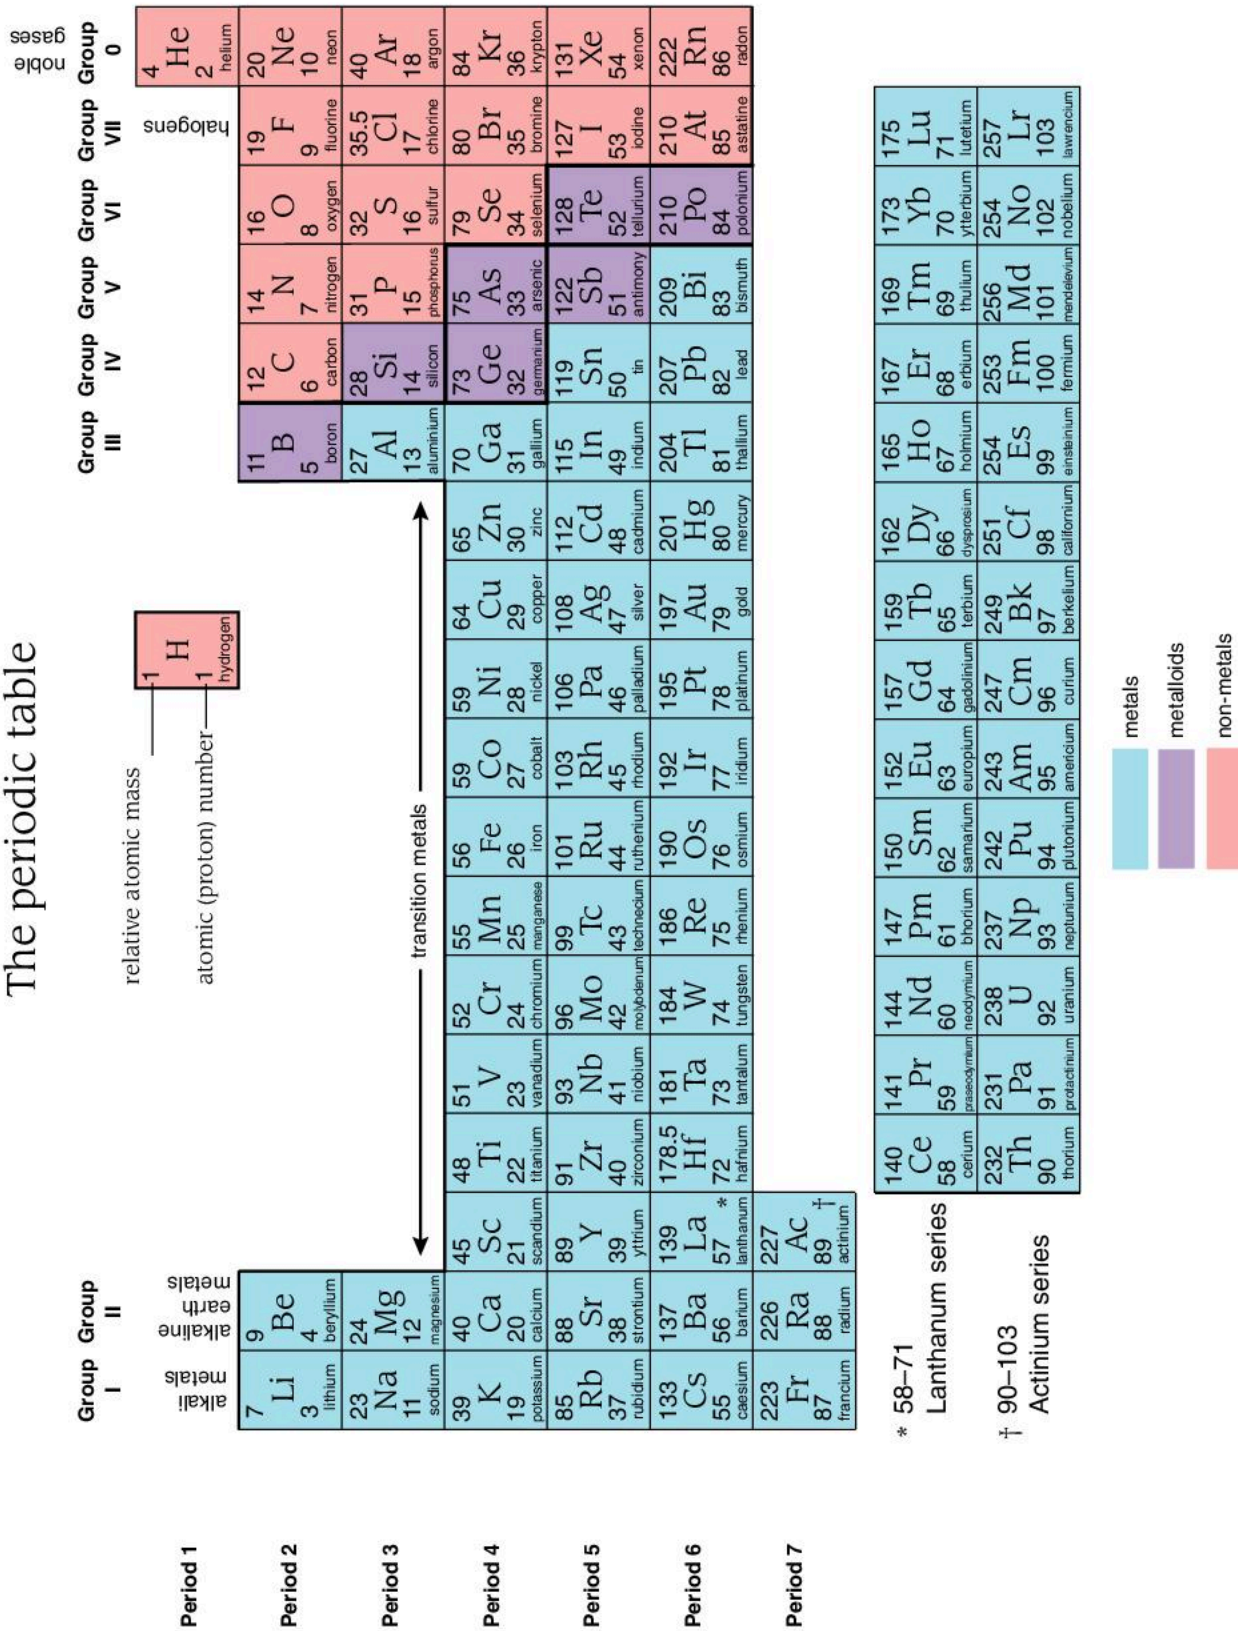 The periodic table
Group Group Group Group Group Group Group Group
I II III IV V VI VII 0
alkali metals
alkaline earth metals
halogens
noble gases
relative atomic mass
atomic (proton) number
Period 1
1 H 1 hydrogen
4 He 2 helium
Period 2
7 Li 3 lithium
9 Be 4 beryllium
11 B 5 boron
12 C 6 carbon
14 N 7 nitrogen
16 O 8 oxygen
19 F 9 fluorine
20 Ne 10 neon
Period 3
23 Na 11 sodium
24 Mg 12 magnesium
transition metals
27 Al 13 aluminium
28 Si 14 silicon
31 P 15 phosphorus
32 S 16 sulfur
35.5 Cl 17 chlorine
40 Ar 18 argon
Period 4
39 K 19 potassium
40 Ca 20 calcium
45 Sc 21 scandium
48 Ti 22 titanium
51 V 23 vanadium
52 Cr 24 chromium
55 Mn 25 manganese
56 Fe 26 iron
59 Co 27 cobalt
59 Ni 28 nickel
64 Cu 29 copper
65 Zn 30 zinc
70 Ga 31 gallium
73 Ge 32 germanium
75 As 33 arsenic
79 Se 34 selenium
80 Br 35 bromine
84 Kr 36 krypton
Period 5
85 Rb 37 rubidium
88 Sr 38 strontium
89 Y 39 yttrium
91 Zr 40 zirconium
93 Nb 41 niobium
96 Mo 42 molybdenum
99 Tc 43 technecium
101 Ru 44 ruthenium
103 Rh 45 rhodium
106 Pa 46 palladium
108 Ag 47 silver
112 Cd 48 cadmium
115 In 49 indium
119 Sn 50 tin
122 Sb 51 antimony
128 Te 52 tellurium
127 I 53 iodine
131 Xe 54 xenon
Period 6
133 Cs 55 caesium
137 Ba 56 barium
139 La 57 lanthanum *
178.5 Hf 72 hafnium
181 Ta 73 tantalum
184 W 74 tungsten
186 Re 75 rhenium
190 Os 76 osmium
192 Ir 77 iridium
195 Pt 78 platinum
197 Au 79 gold
201 Hg 80 mercury
204 Tl 81 thallium
207 Pb 82 lead
209 Bi 83 bismuth
210 Po 84 polonium
210 At 85 astatine
222 Rn 86 radon
Period 7
223 Fr 87 francium
226 Ra 88 radium
227 Ac 89 actinium †
* 58–71
Lanthanum series
140 Ce 58 cerium
141 Pr 59 praseodymium
144 Nd 60 neodymium
147 Pm 61 bhorium
150 Sm 62 samarium
152 Eu 63 europium
157 Gd 64 gadolinium
159 Tb 65 terbium
162 Dy 66 dysprosium
165 Ho 67 holmium
167 Er 68 erbium
169 Tm 69 thulium
173 Yb 70 ytterbium
175 Lu 71 lutetium
† 90–103
Actinium series
232 Th 90 thorium
231 Pa 91 protactinium
238 U 92 uranium
237 Np 93 neptunium
242 Pu 94 plutonium
243 Am 95 americium
247 Cm 96 curium
249 Bk 97 berkelium
251 Cf 98 californium
254 Es 99 einsteinium
253 Fm 100 fermium
256 Md 101 mendelevium
254 No 102 nobelium
257 Lr 103 lawrencium
metals
metalloids
non-metals